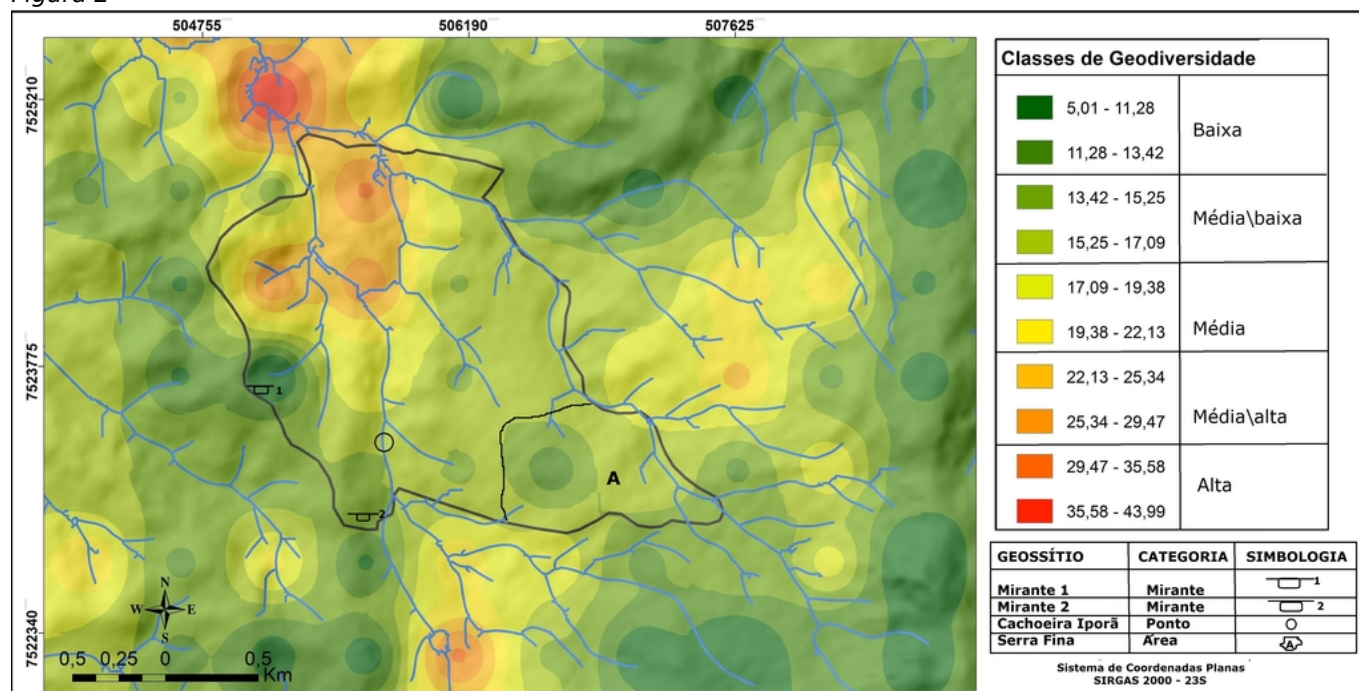 Figura 2
504755 506190 507625
7525210
7523775
7522340
1
2
A
N
W E
S
0,5 0,25 0 0,5
Km
Classes de Geodiversidade
5,01 - 11,28
Baixa
11,28 - 13,42
13,42 - 15,25
Média\baixa
15,25 - 17,09
17,09 - 19,38
Média
19,38 - 22,13
22,13 - 25,34
Média\alta
25,34 - 29,47
29,47 - 35,58
Alta
35,58 - 43,99
GEOSSÍTIO CATEGORIA SIMBOLOGIA
Mirante 1 Mirante 1
Mirante 2 Mirante 2
Cachoeira Iporã Ponto
Serra Fina Área A
Sistema de Coordenadas Planas
SIRGAS 2000 - 23S